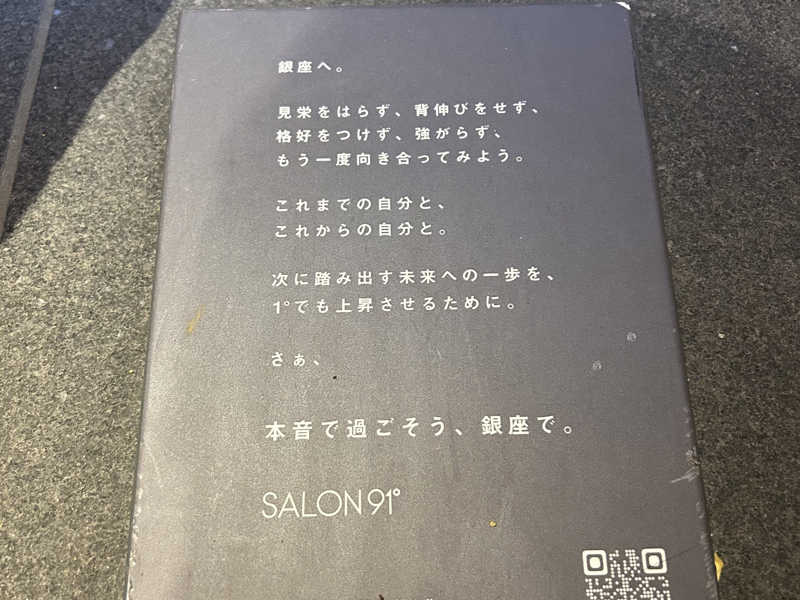 銀座へ。
見栄をはらず、背伸びをせず、
格好をつけず、強がらず、
もう一度向き合ってみよう。
これまでの自分と、
これからの自分と。
次に踏み出す未来への一歩を、
1°でも上昇させるために。
さぁ、
本音で過ごそう、銀座で。
SALON 91°